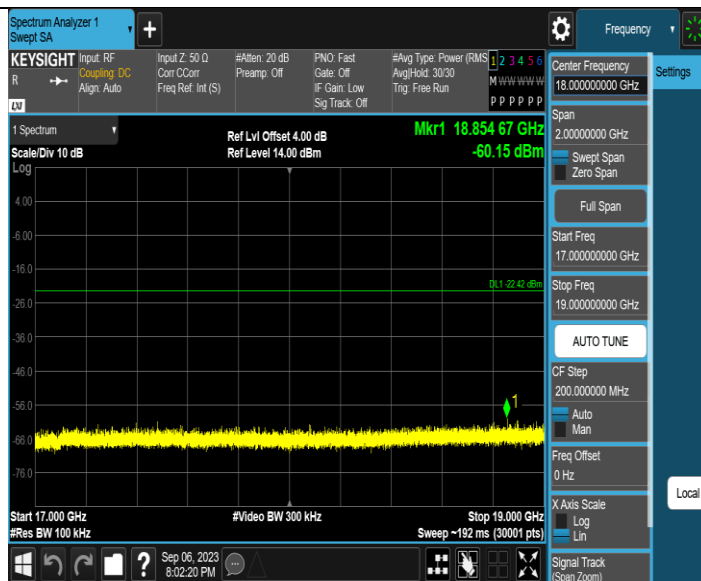 Spectrum Analyzer 1
Swept SA
Frequency
KEYSIGHT
R
LXI
Input: RF
Coupling: DC
Align: Auto
Input Z: 50 Ω
Corr CCorr
Freq Ref: Int (S)
#Atten: 20 dB
Preamp: Off
PNO: Fast
Gate: Off
IF Gain: Low
Sig Track: Off
#Avg Type: Power (RMS
Avg|Hold: 30/30
Trig: Free Run
1 2 3 4 5 6
M W W W W W
P P P P P P
1 Spectrum
Scale/Div 10 dB
Ref Lvl Offset 4.00 dB
Ref Level 14.00 dBm
Mkr1 18.854 67 GHz
-60.15 dBm
Log
4.00
-6.00
-16.0
DL1 -22.42 dBm
-26.0
-36.0
-46.0
-56.0
1
-66.0
-76.0
Start 17.000 GHz
#Video BW 300 kHz
Stop 19.000 GHz
#Res BW 100 kHz
Sweep ~192 ms (30001 pts)
?
Sep 06, 2023
8:02:20 PM
Center Frequency
18.000000000 GHz
Settings
Span
2.00000000 GHz
Swept Span
Zero Span
Full Span
Start Freq
17.000000000 GHz
Stop Freq
19.000000000 GHz
AUTO TUNE
CF Step
200.000000 MHz
Auto
Man
Freq Offset
0 Hz
Local
X Axis Scale
Log
Lin
Signal Track
(Span Zoom)